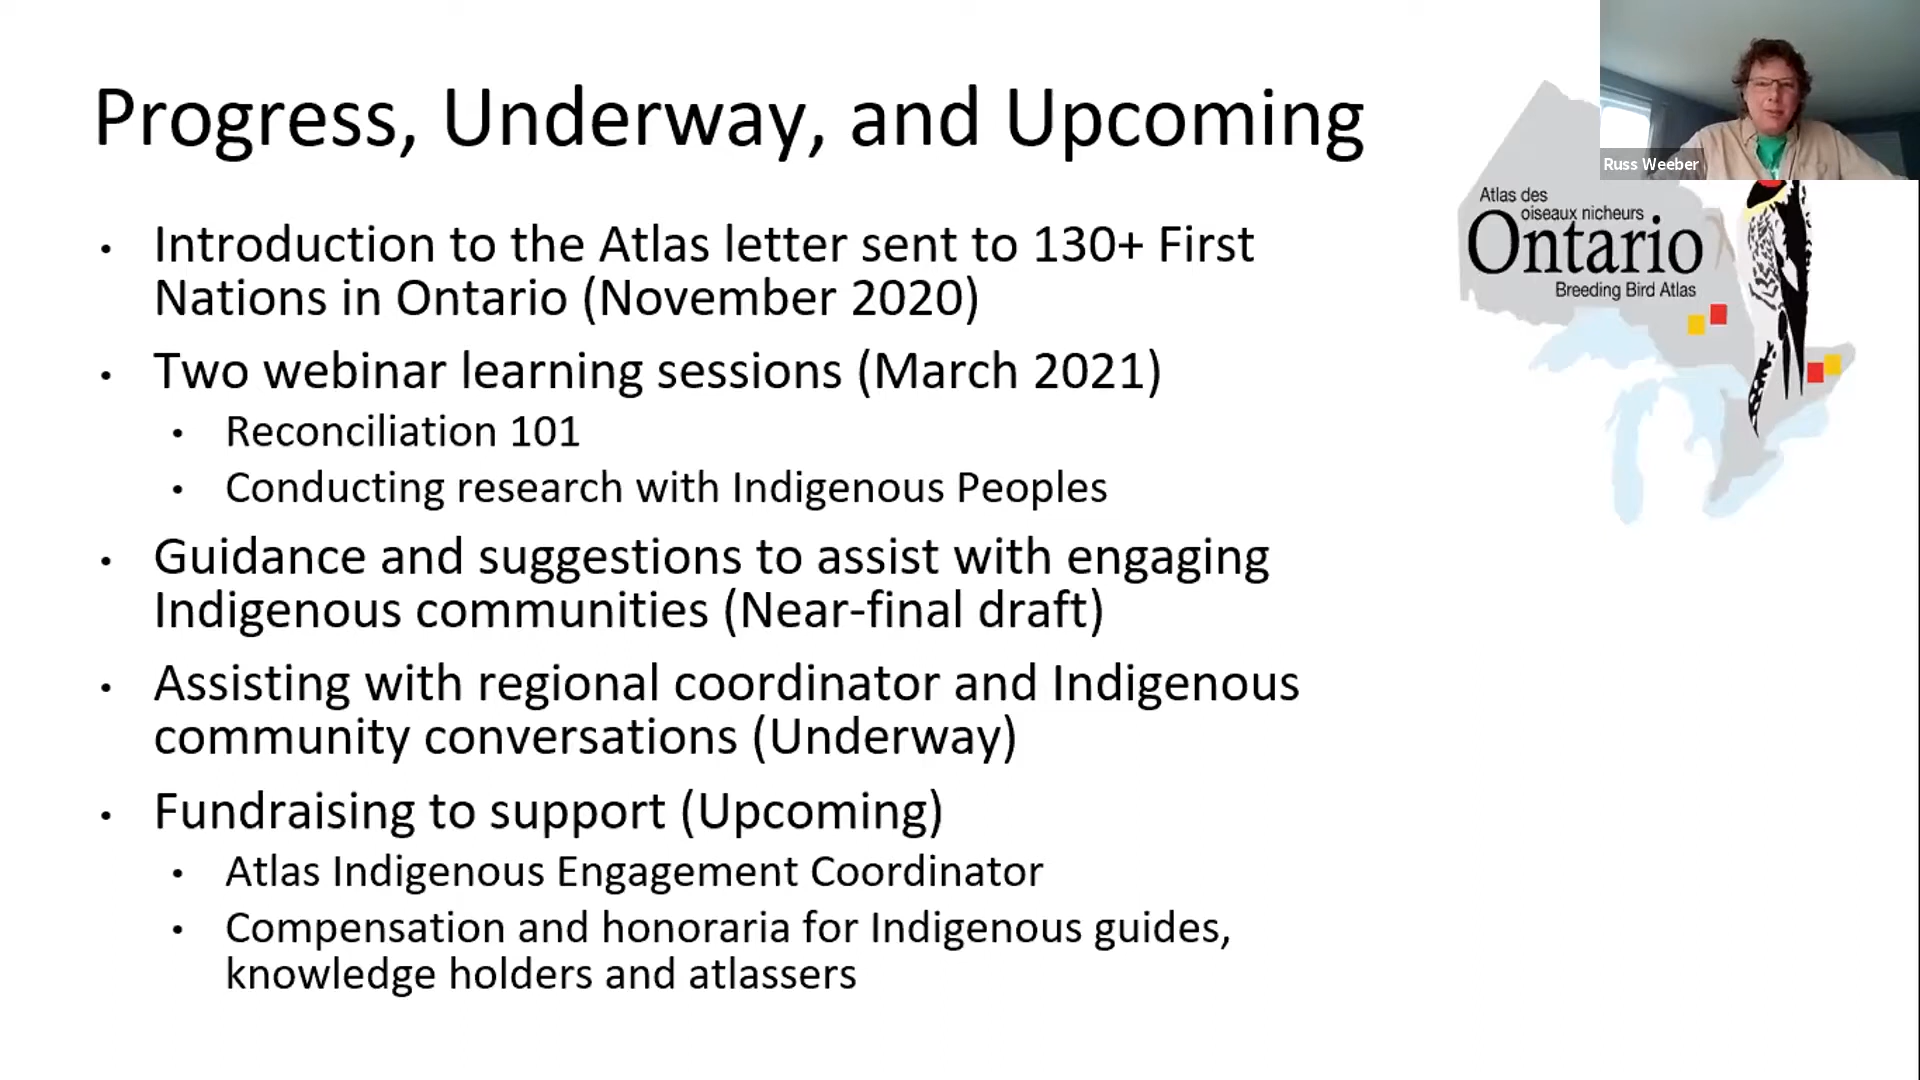 Progress, Underway, and Upcoming
• Introduction to the Atlas letter sent to 130+ First
Nations in Ontario (November 2020)
• Two webinar learning sessions (March 2021)
• Reconciliation 101
• Conducting research with Indigenous Peoples
• Guidance and suggestions to assist with engaging
Indigenous communities (Near-final draft)
• Assisting with regional coordinator and Indigenous
community conversations (Underway)
• Fundraising to support (Upcoming)
• Atlas Indigenous Engagement Coordinator
• Compensation and honoraria for Indigenous guides,
knowledge holders and atlassers
Russ Weeber
Atlas des
oiseaux nicheurs
Ontario
Breeding Bird Atlas